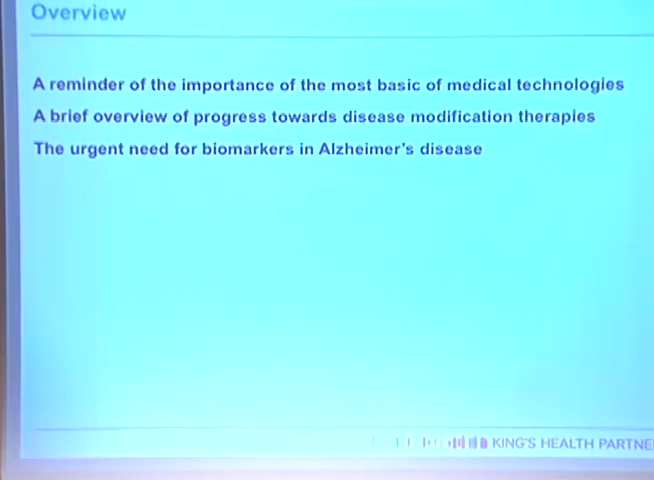 Overview
A reminder of the importance of the most basic of medical technologies
A brief overview of progress towards disease modification therapies
The urgent need for biomarkers in Alzheimer's disease
KING'S HEALTH PARTNE